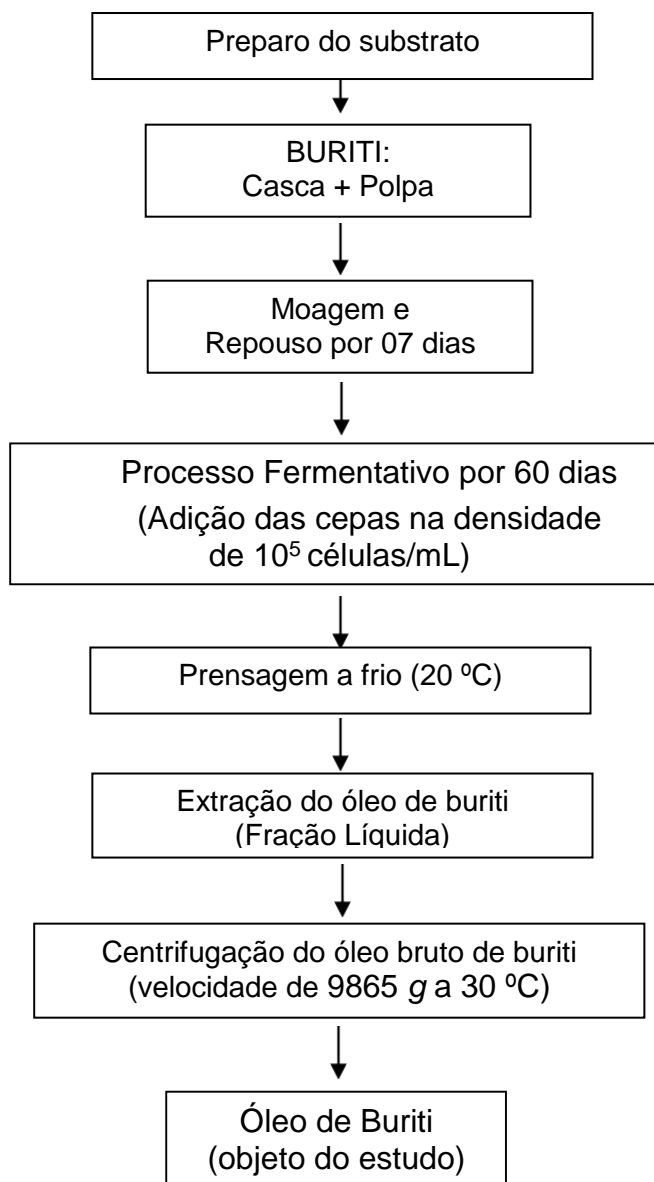 Preparo do substrato
BURITI:
Casca + Polpa
Moagem e
Repouso por 07 dias
Processo Fermentativo por 60 dias
(Adição das cepas na densidade
de 10⁵ células/mL)
Prensagem a frio (20 ºC)
Extração do óleo de buriti
(Fração Líquida)
Centrifugação do óleo bruto de buriti
(velocidade de 9865 g a 30 ºC)
Óleo de Buriti
(objeto do estudo)